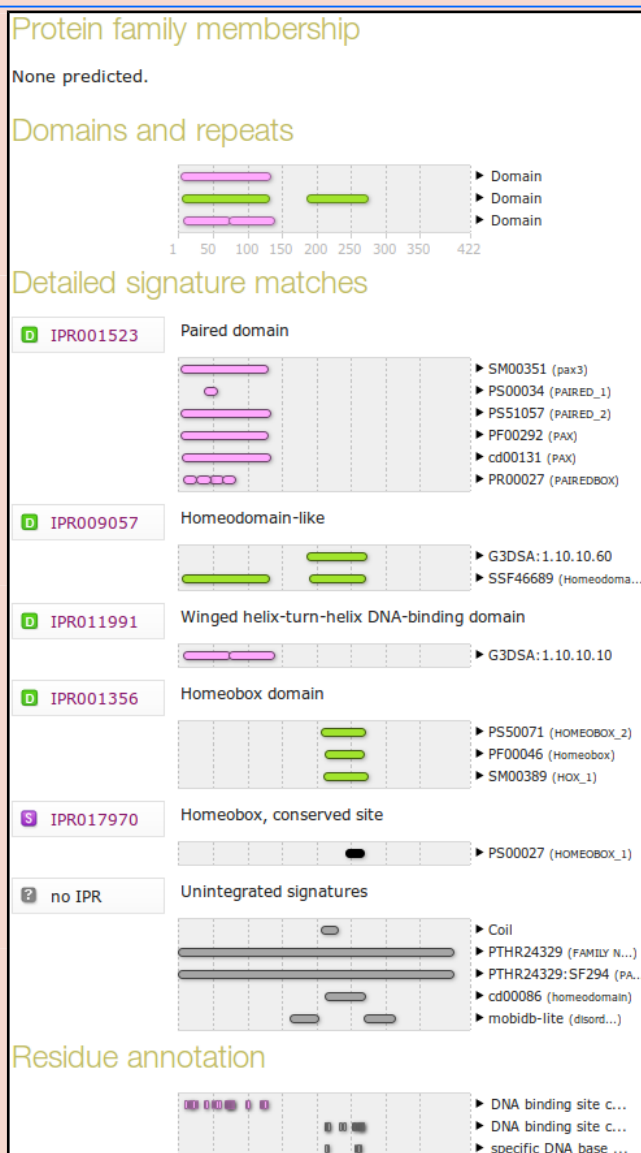 Protein family membership
None predicted.
Domains and repeats
Domain
Domain
Domain
1 50 100 150 200 250 300 350 422
Detailed signature matches
D IPR001523 Paired domain
SM00351 (pax3)
PS00034 (PAIRED_1)
PS51057 (PAIRED_2)
PF00292 (PAX)
cd00131 (PAX)
PR00027 (PAIREDBOX)
D IPR009057 Homeodomain-like
G3DSA:1.10.10.60
SSF46689 (Homeodoma...
D IPR011991 Winged helix-turn-helix DNA-binding domain
G3DSA:1.10.10.10
D IPR001356 Homeobox domain
PS50071 (HOMEOBOX_2)
PF00046 (Homeobox)
SM00389 (HOX_1)
S IPR017970 Homeobox, conserved site
PS00027 (HOMEOBOX_1)
? no IPR Unintegrated signatures
Coil
PTHR24329 (FAMILY N...)
PTHR24329:SF294 (PA...
cd00086 (homeodomain)
mobidb-lite (disord...)
Residue annotation
DNA binding site c...
DNA binding site c...
specific DNA base ...